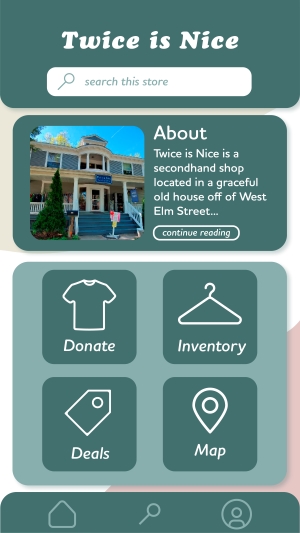 Twice is Nice
search this store
About
Twice is Nice is a
secondhand shop
located in a graceful
old house off of West
Elm Street...
continue reading
Donate
Inventory
Deals
Map